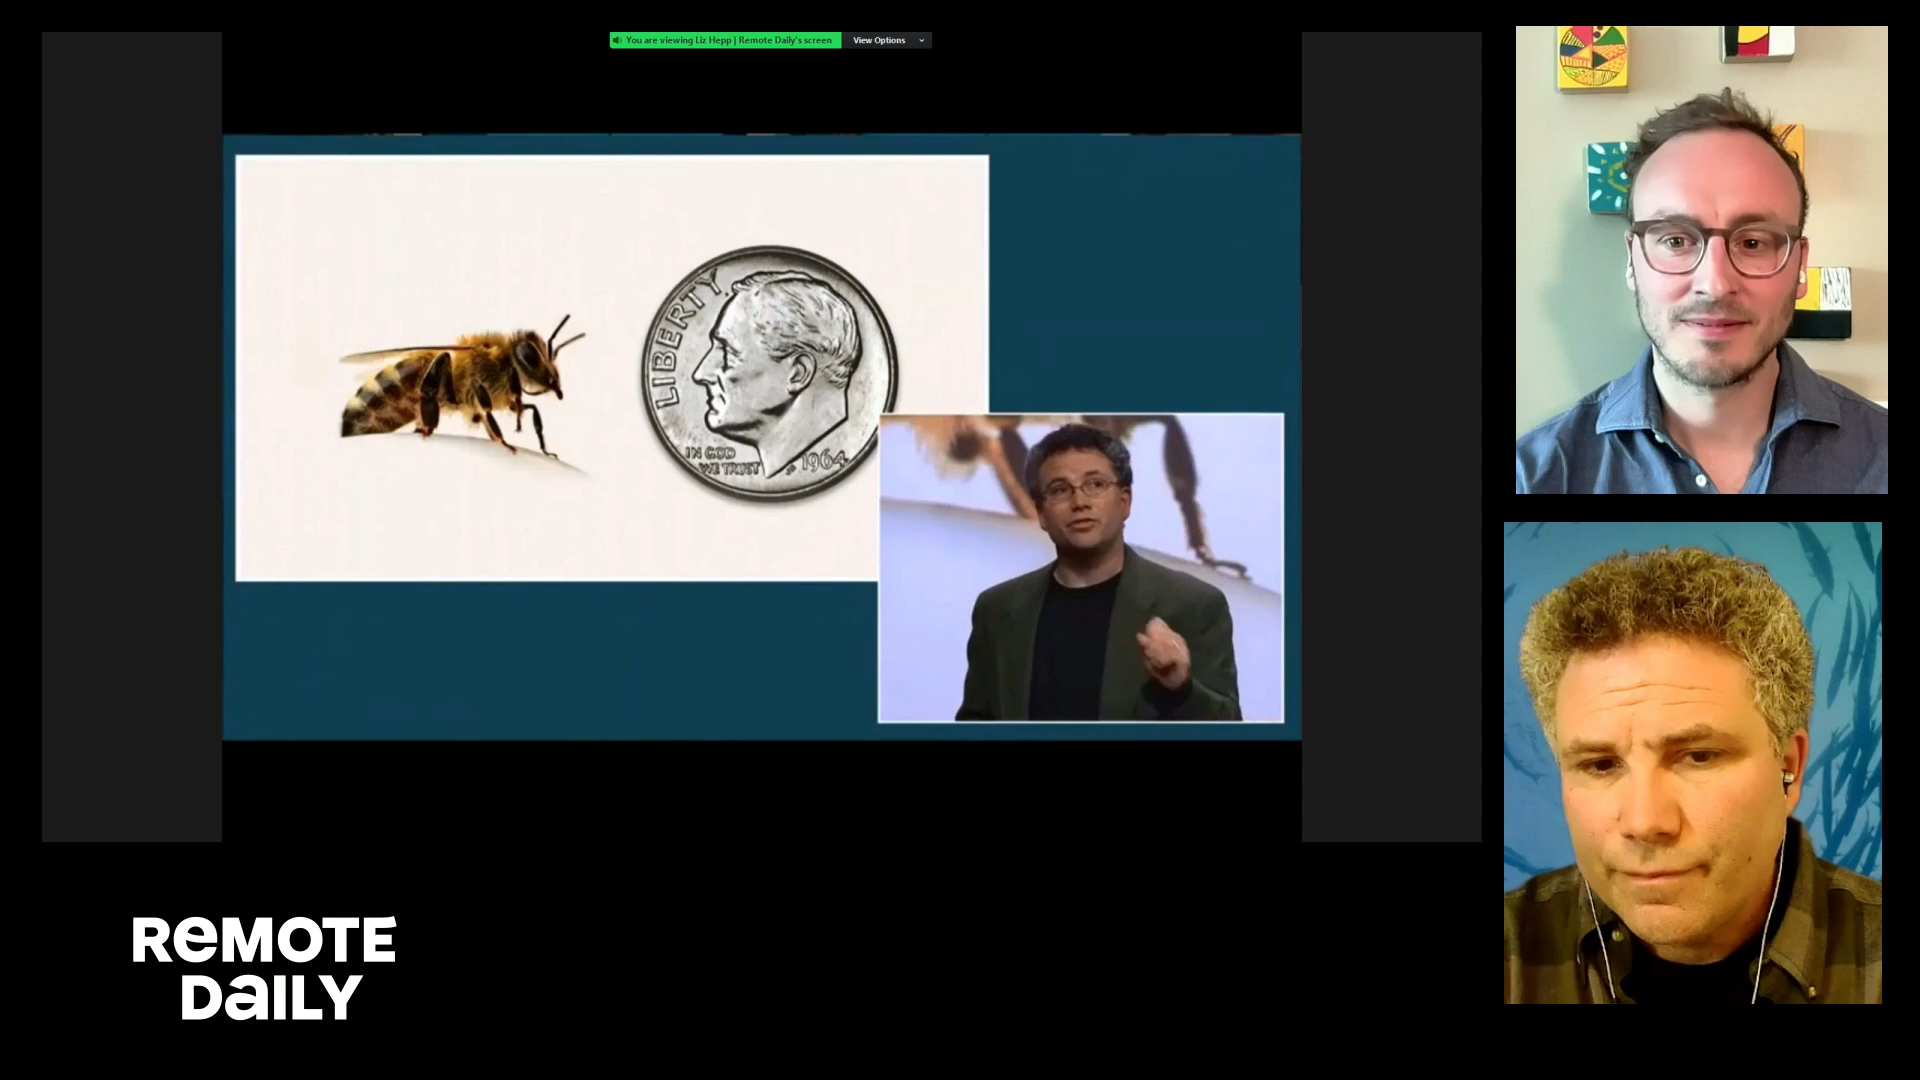 You are viewing Liz Hepp | Remote Daily's screen View Options
LIBERTY
IN GOD
WE TRUST
1964
REMOTE
DAILY